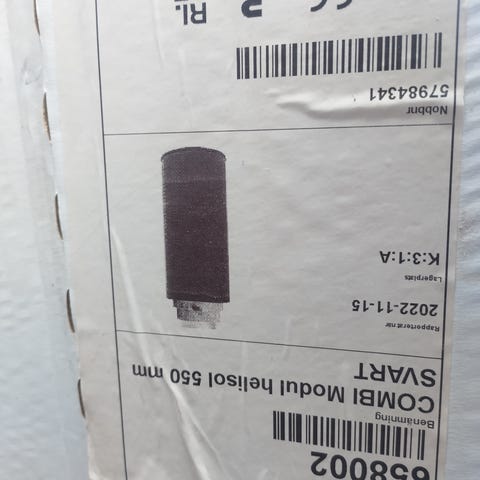 658002
Benämning
COMBI Modul helisol 550 mm
SVART
Rapporterat när
2022-11-15
Lagerplats
K:3:1:A
Nobbnr
57984341